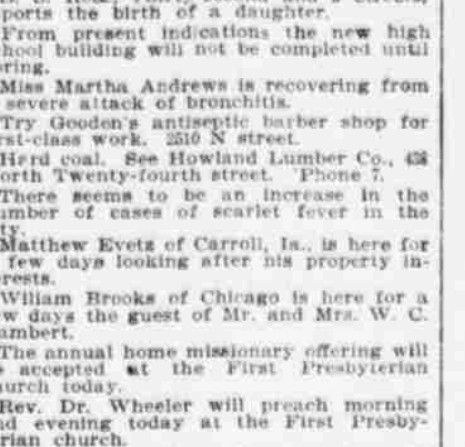 ports the birth of a daughter.
From present indications the new high
hool building will not be completed until
ring.
Miss Martha Andrews is recovering from
severe attack of bronchitis.
Try Gooden's antiseptic barber shop for
rst-class work. 2510 N street.
Hard coal. See Howland Lumber Co., 438
orth Twenty-fourth street. 'Phone 7.
There seems to be an increase in the
umber of cases of scarlet fever in the
ty.
Matthew Evets of Carroll, Ia., is here for
few days looking after his property in-
rests.
William Brooks of Chicago is here for a
w days the guest of Mr. and Mrs. W. C.
ambert.
The annual home missionary offering will
e accepted at the First Presbyterian
hurch today.
Rev. Dr. Wheeler will preach morning
nd evening today at the First Presby-
rian church.